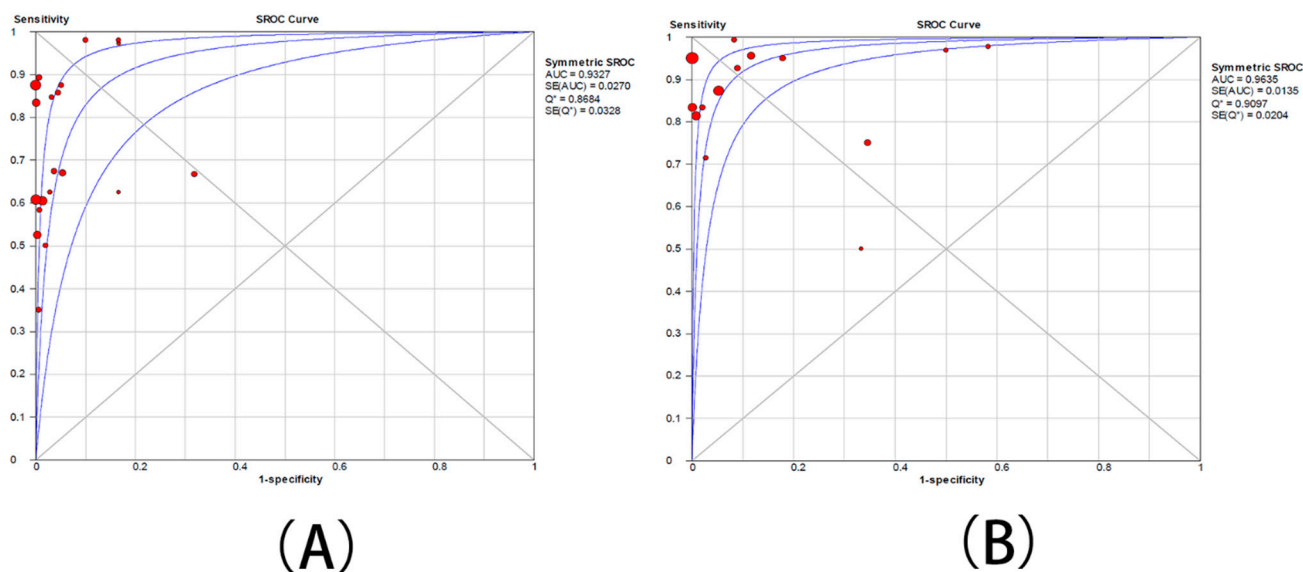 Sensitivity
SROC Curve
1
0.9
0.8
0.7
0.6
0.5
0.4
0.3
0.2
0.1
0
0
0.2
0.4
0.6
0.8
1
1-specificity
Symmetric SROC
AUC = 0.9327
SE(AUC) = 0.0270
Q* = 0.8684
SE(Q*) = 0.0328
(A)
Sensitivity
SROC Curve
1
0.9
0.8
0.7
0.6
0.5
0.4
0.3
0.2
0.1
0
0
0.2
0.4
0.6
0.8
1
1-specificity
Symmetric SROC
AUC = 0.9635
SE(AUC) = 0.0135
Q* = 0.9097
SE(Q*) = 0.0204
(B)